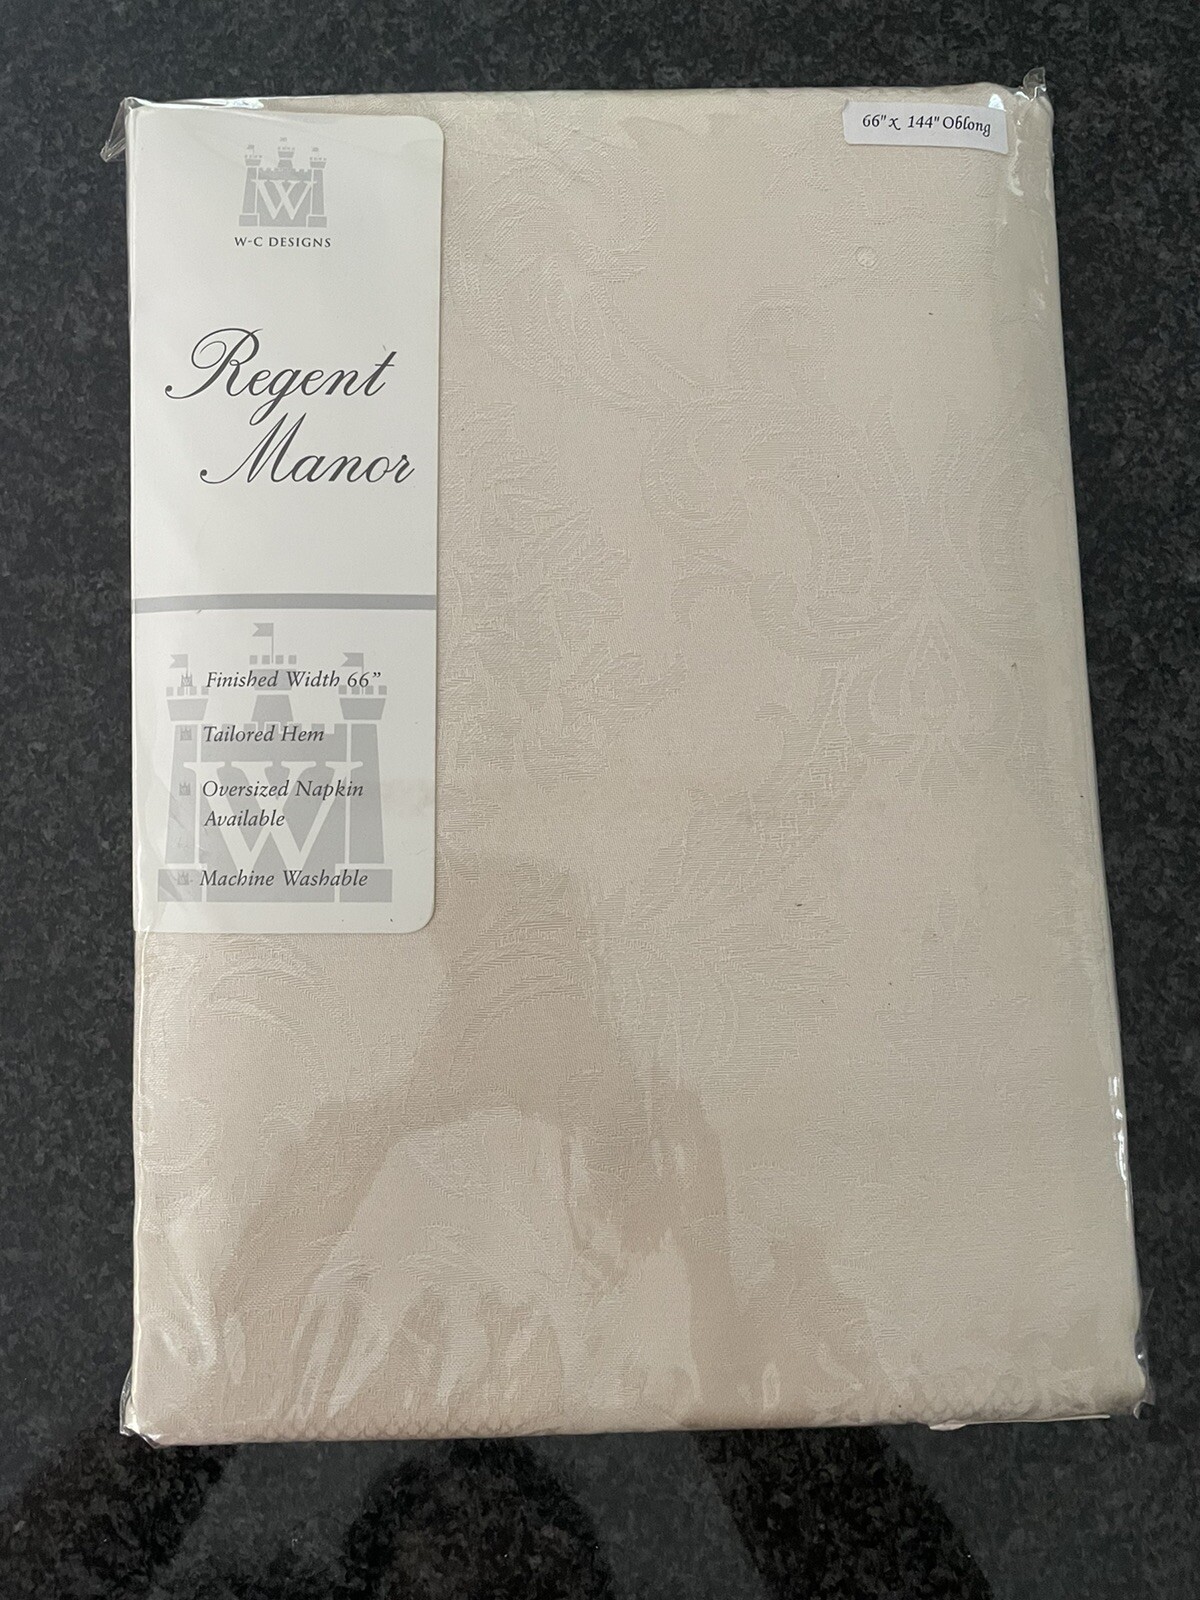 66" x 144" Oblong
W
W-C DESIGNS
Regent
Manor
Finished Width 66”
Tailored Hem
Oversized Napkin
Available
W
Machine Washable